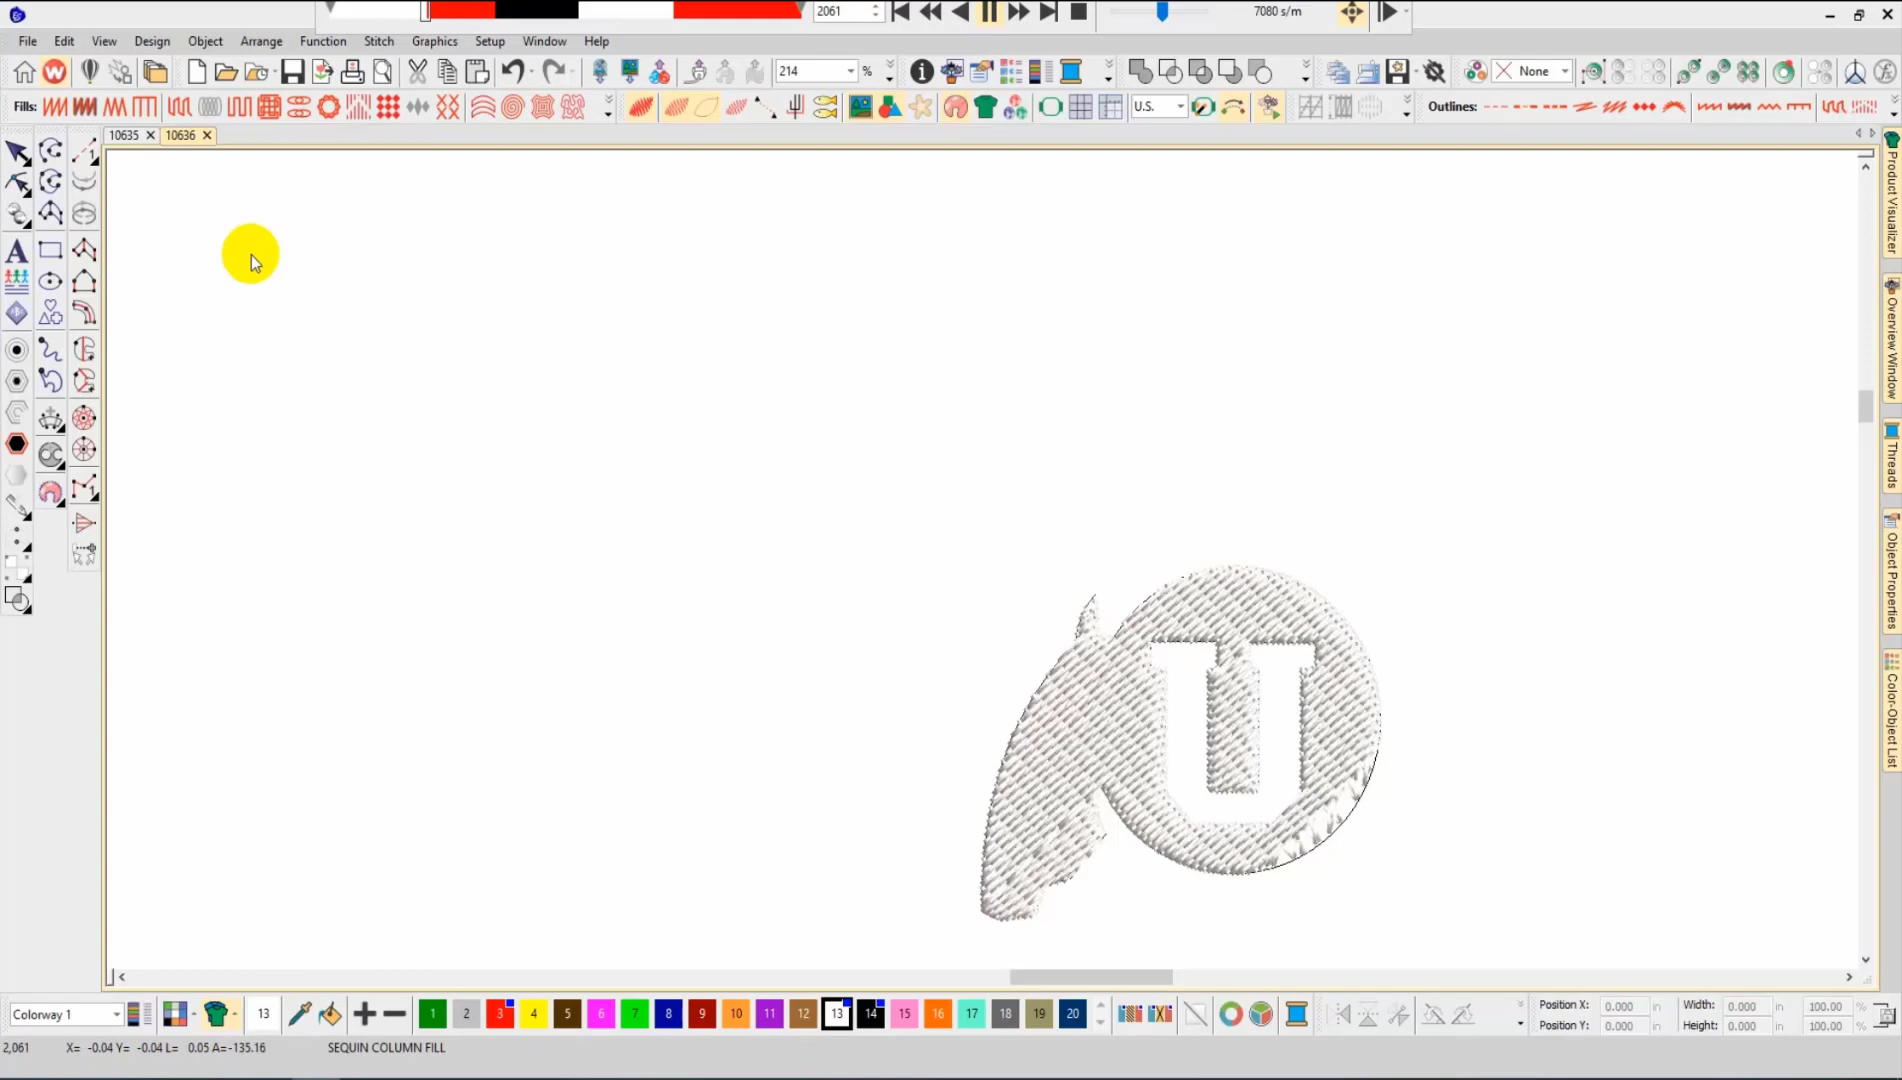 2061
7080 s/m
File Edit View Design Object Arrange Function Stitch Graphics Setup Window Help
214 % None
Fills: U.S. Outlines:
10635 10636
Product Visualizer
Overview Window
Threads
Object Properties
Color-Object List
A
U
Colorway 1 13 1 2 3 4 5 6 7 8 9 10 11 12 13 14 15 16 17 18 19 20
Position X: 0.000 in Width: 0.000 in 100.00 %
Position Y: 0.000 in Height: 0.000 in 100.00 %
2,061 X= -0.04 Y= -0.04 L= 0.05 A=-135.16 SEQUIN COLUMN FILL